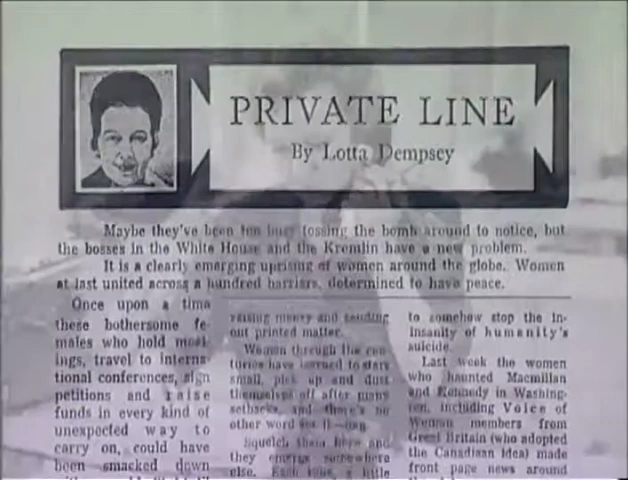 PRIVATE LINE
By Lotta Dempsey
Maybe they've been too busy tossing the bomb around to notice, but
the bosses in the White House and the Kremlin have a new problem.
It is a clearly emerging uprising of women around the globe. Women
at last united across a hundred barriers, determined to have peace.
Once upon a time
these bothersome fe-
males who hold meet-
ings, travel to interna-
tional conferences, sign
petitions and raise
funds in every kind of
unexpected way to
carry on, could have
been smacked down
raising money and sending
out printed matter.
Women through the cen-
turies have learned to start
small, pick up and dust
themselves off after many
setbacks, and there's no
other word for it
Squelch them here and
they emerge somewhere
else. a little
to somehow stop the in-
insanity of humanity's
suicide.
Last week the women
who haunted Macmillan
and Kennedy in Washing-
ton, including Voice of
Women members from
Great Britain (who adopted
the Canadian idea) made
front page news around